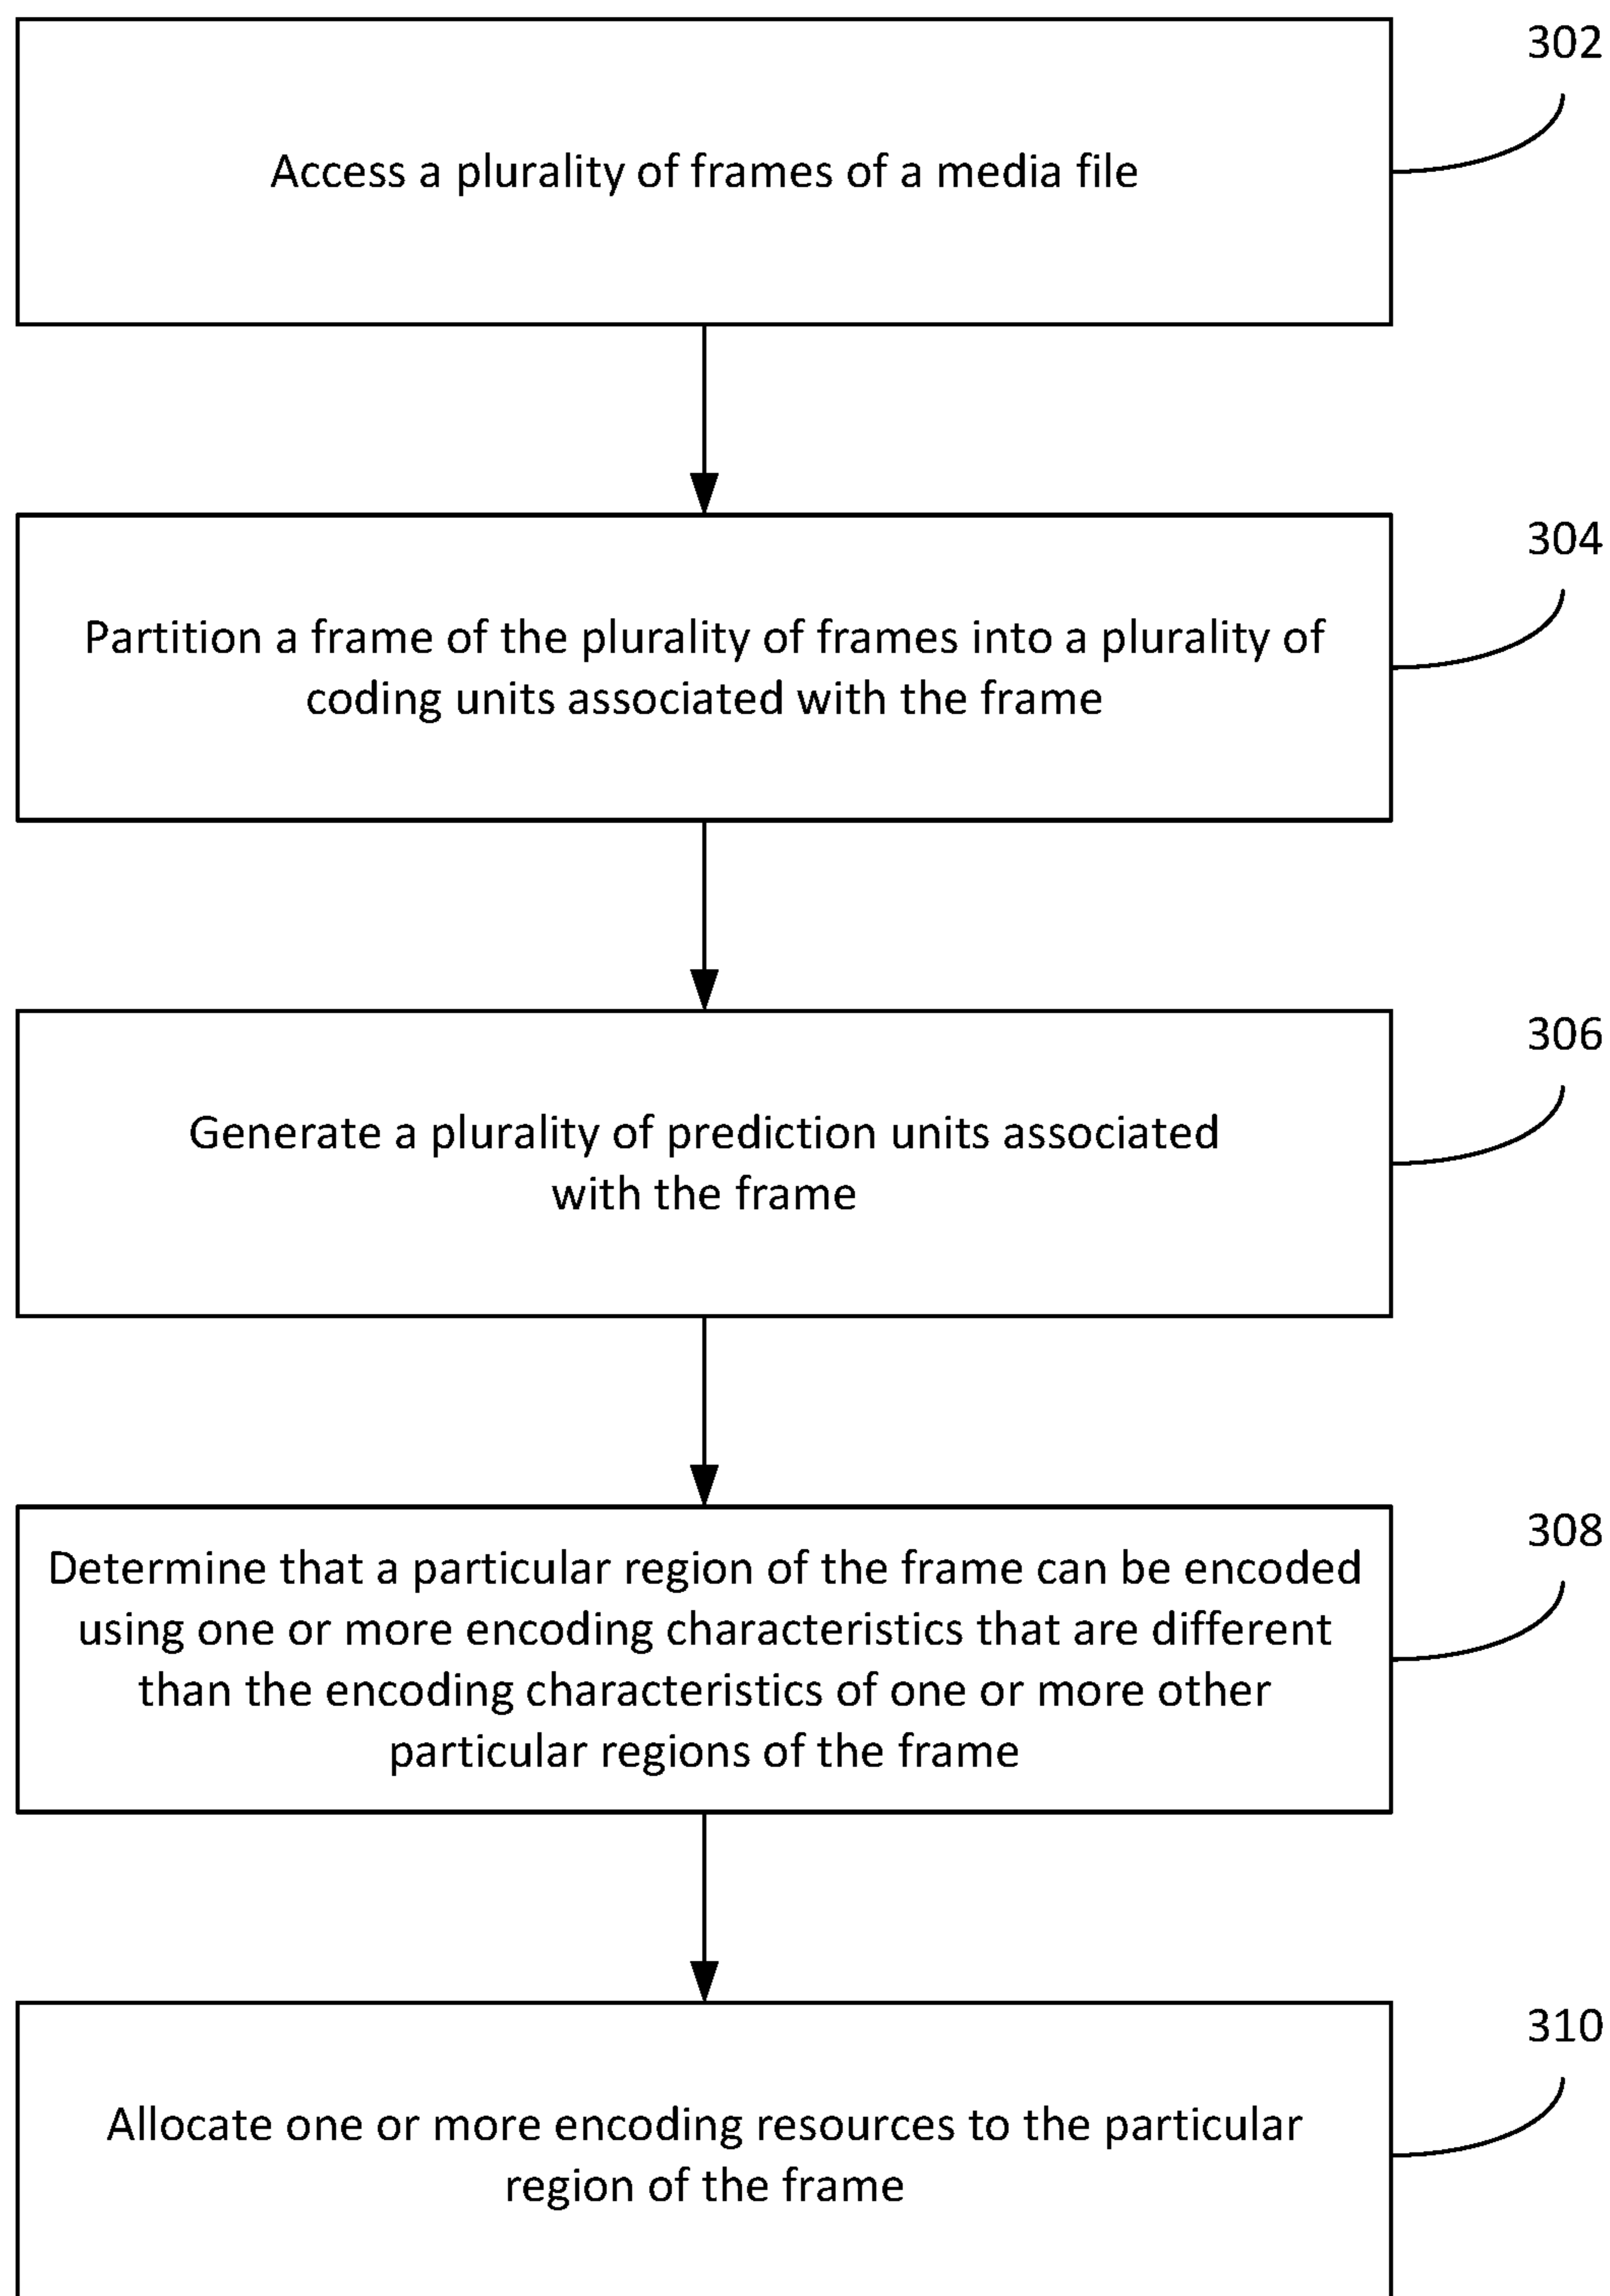 302
Access a plurality of frames of a media file
304
Partition a frame of the plurality of frames into a plurality of
coding units associated with the frame
306
Generate a plurality of prediction units associated
with the frame
308
Determine that a particular region of the frame can be encoded
using one or more encoding characteristics that are different
than the encoding characteristics of one or more other
particular regions of the frame
310
Allocate one or more encoding resources to the particular
region of the frame